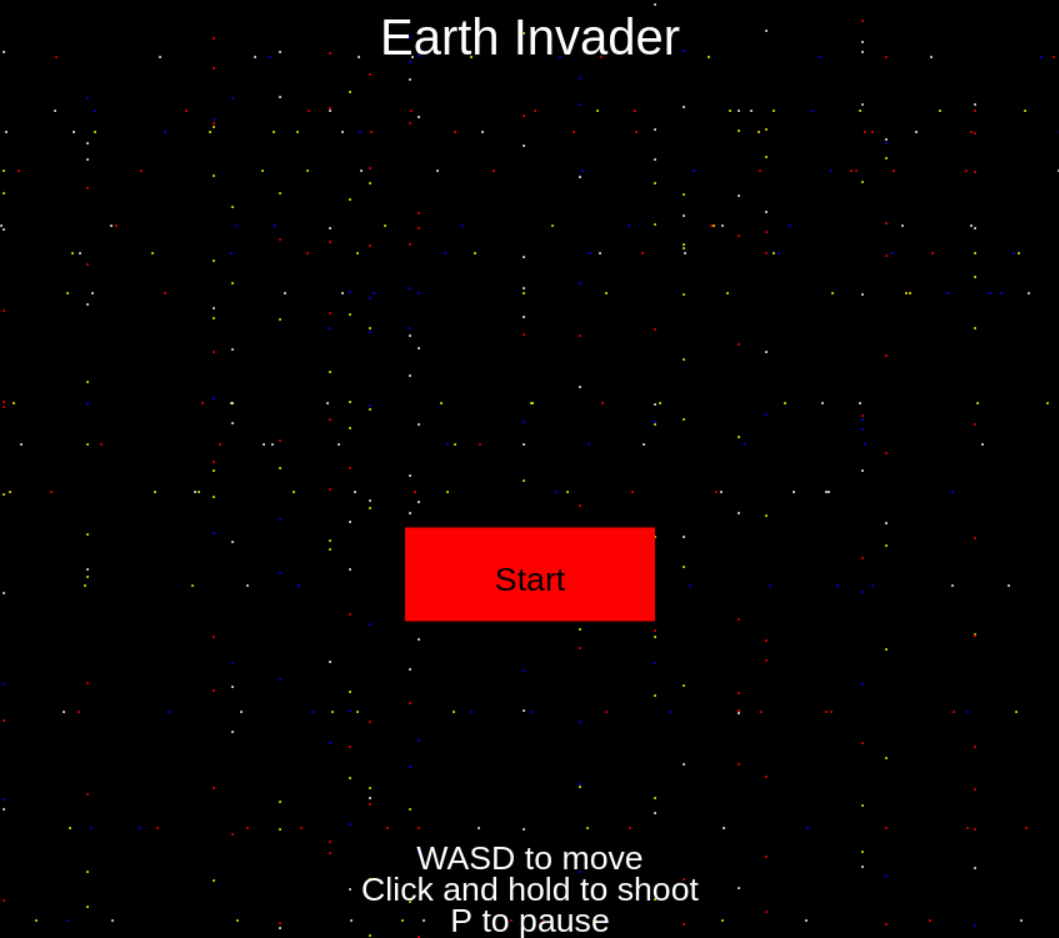 Earth Invader
Start
WASD to move
Click and hold to shoot
P to pause